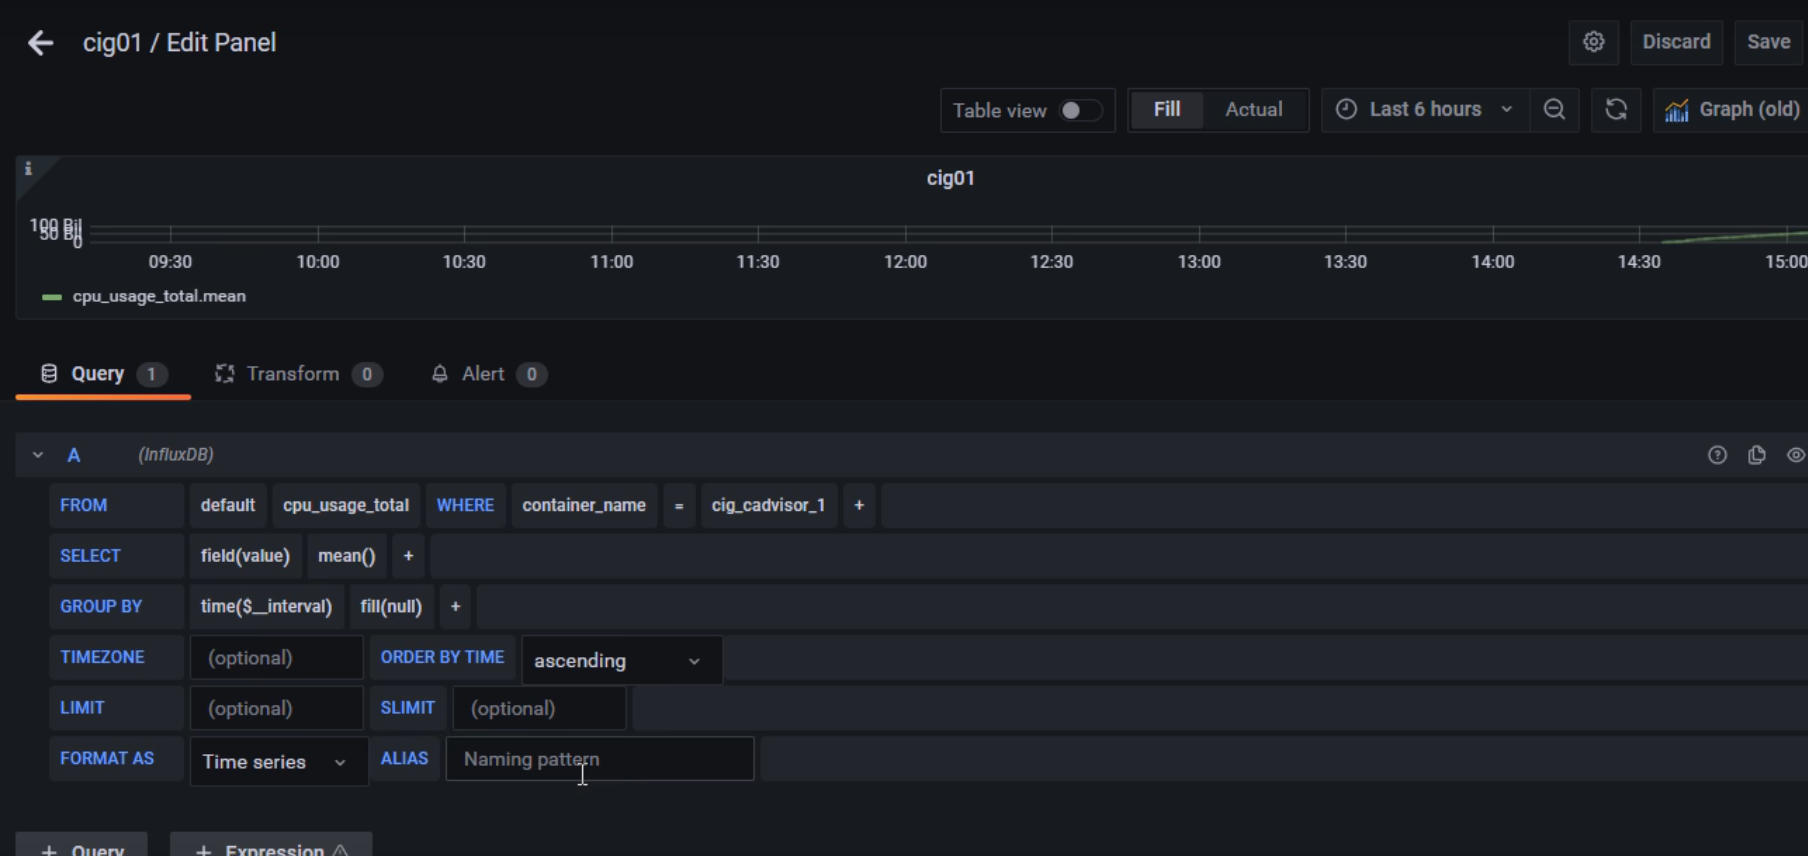 cig01 / Edit Panel
Discard
Save
Table view
Fill
Actual
Last 6 hours
Graph (old)
i
cig01
100 Bil
50 Bil
0
09:30 10:00 10:30 11:00 11:30 12:00 12:30 13:00 13:30 14:00 14:30 15:00
cpu_usage_total.mean
Query 1
Transform 0
Alert 0
A (InfluxDB)
FROM default cpu_usage_total WHERE container_name = cig_cadvisor_1 +
SELECT field(value) mean() +
GROUP BY time($__interval) fill(null) +
TIMEZONE (optional) ORDER BY TIME ascending
LIMIT (optional) SLIMIT (optional)
FORMAT AS Time series ALIAS Naming pattern
+ Query + Expression